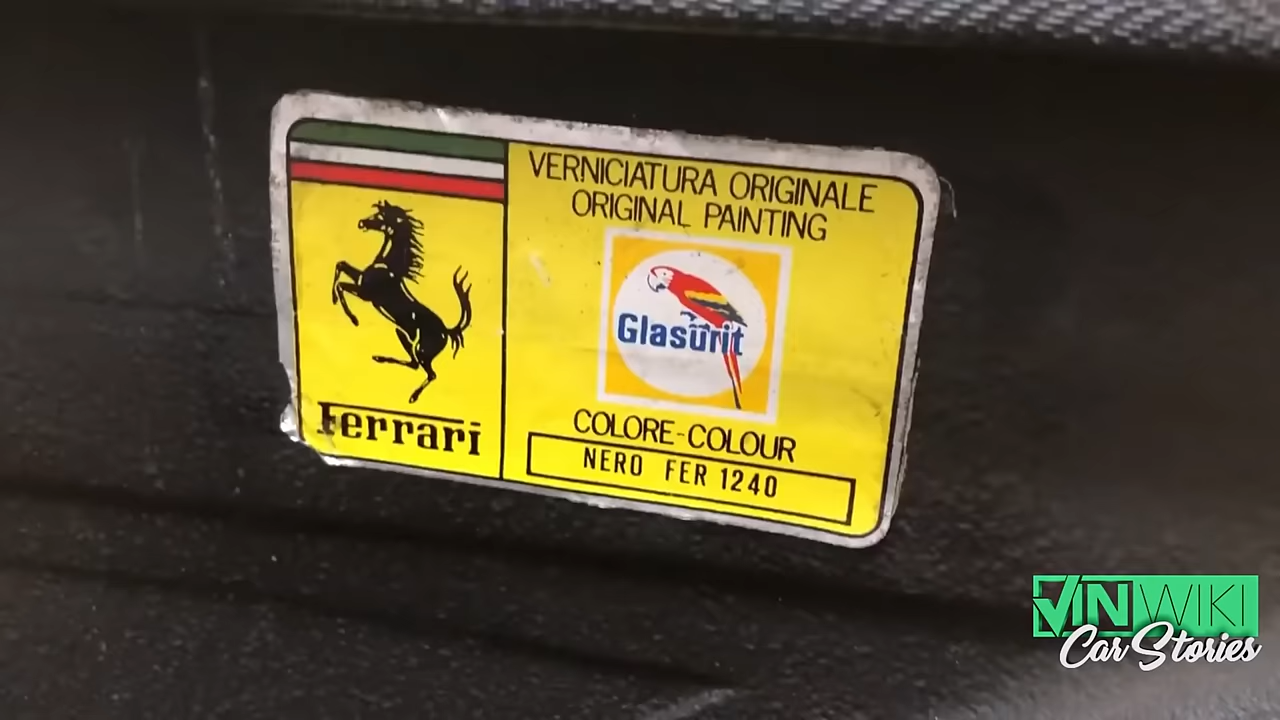 VERNICIATURA ORIGINALE
ORIGINAL PAINTING
Glasurit
COLORE-COLOUR
NERO FER 1240
Ferrari
VINWIKI
Car Stories